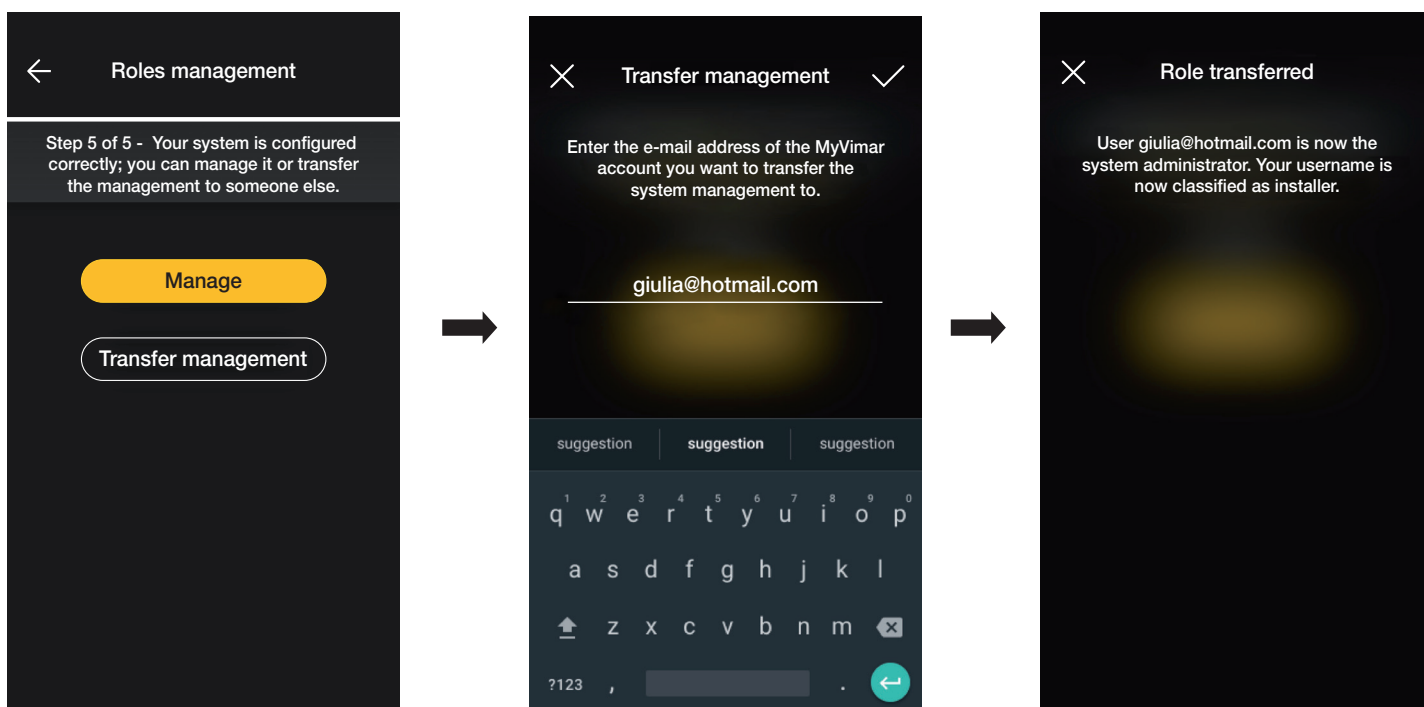 Roles management
Step 5 of 5 - Your system is configured
correctly; you can manage it or transfer
the management to someone else.
Manage
Transfer management
Transfer management
Enter the e-mail address of the MyVimar
account you want to transfer the
system management to.
giulia@hotmail.com
suggestion suggestion suggestion
1 2 3 4 5 6 7 8 9 0
q w e r t y u i o p
a s d f g h j k l
z x c v b n m
?123 , .
Role transferred
User giulia@hotmail.com is now the
system administrator. Your username is
now classified as installer.